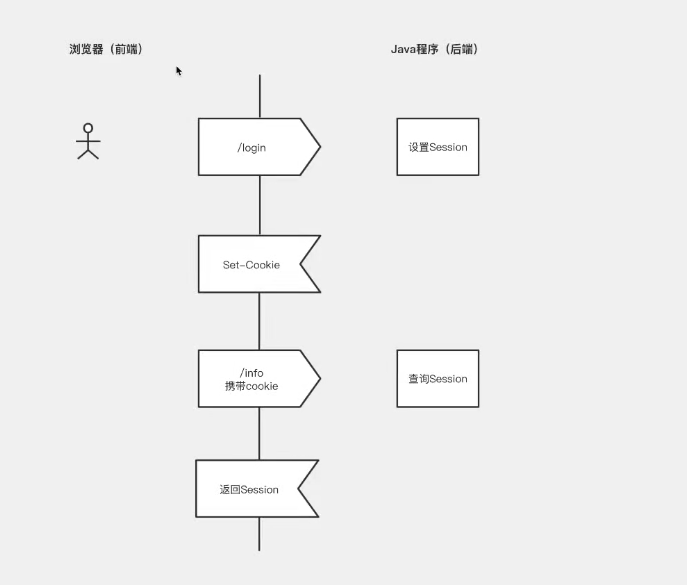 浏览器（前端）
Java程序（后端）
/login
设置Session
Set-Cookie
/info
携带cookie
查询Session
返回Session